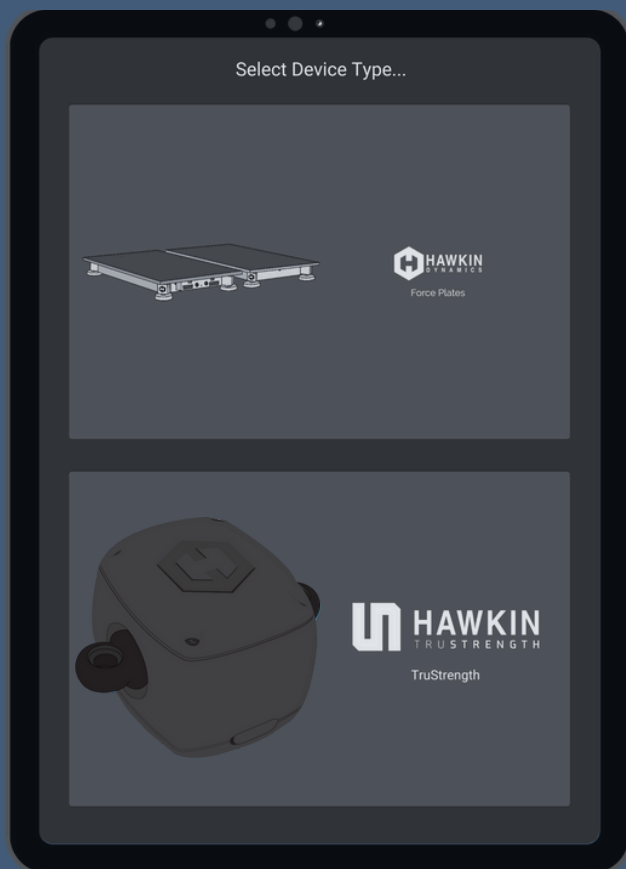 Select Device Type...
HAWKIN
DYNAMICS
Force Plates
HAWKIN
TRUSTRENGTH
TruStrength